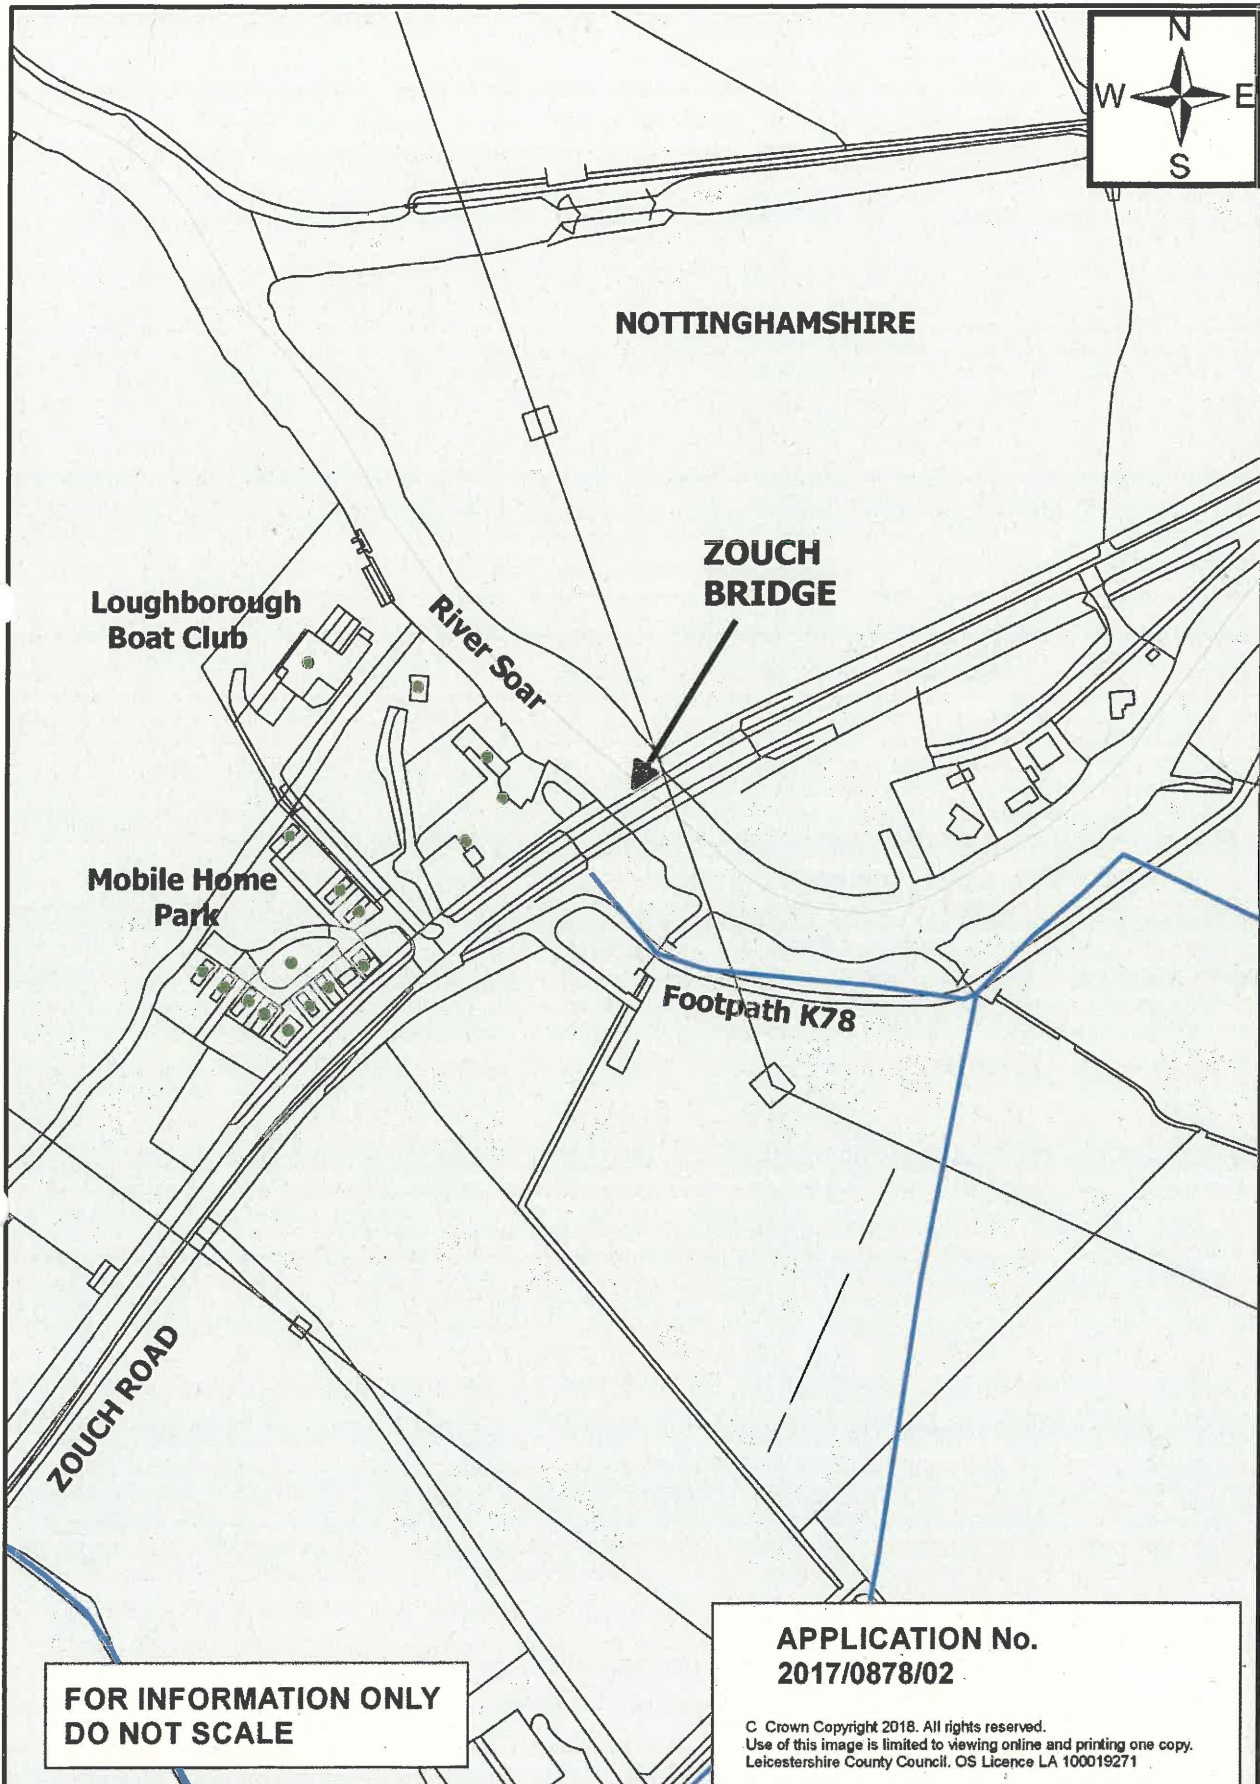 N
W E
S
NOTTINGHAMSHIRE
ZOUCH
BRIDGE
Loughborough
Boat Club
River Soar
Mobile Home
Park
Footpath K78
ZOUCH ROAD
FOR INFORMATION ONLY
DO NOT SCALE
APPLICATION No.
2017/0878/02
C Crown Copyright 2018. All rights reserved.
Use of this image is limited to viewing online and printing one copy.
Leicestershire County Council. OS Licence LA 100019271